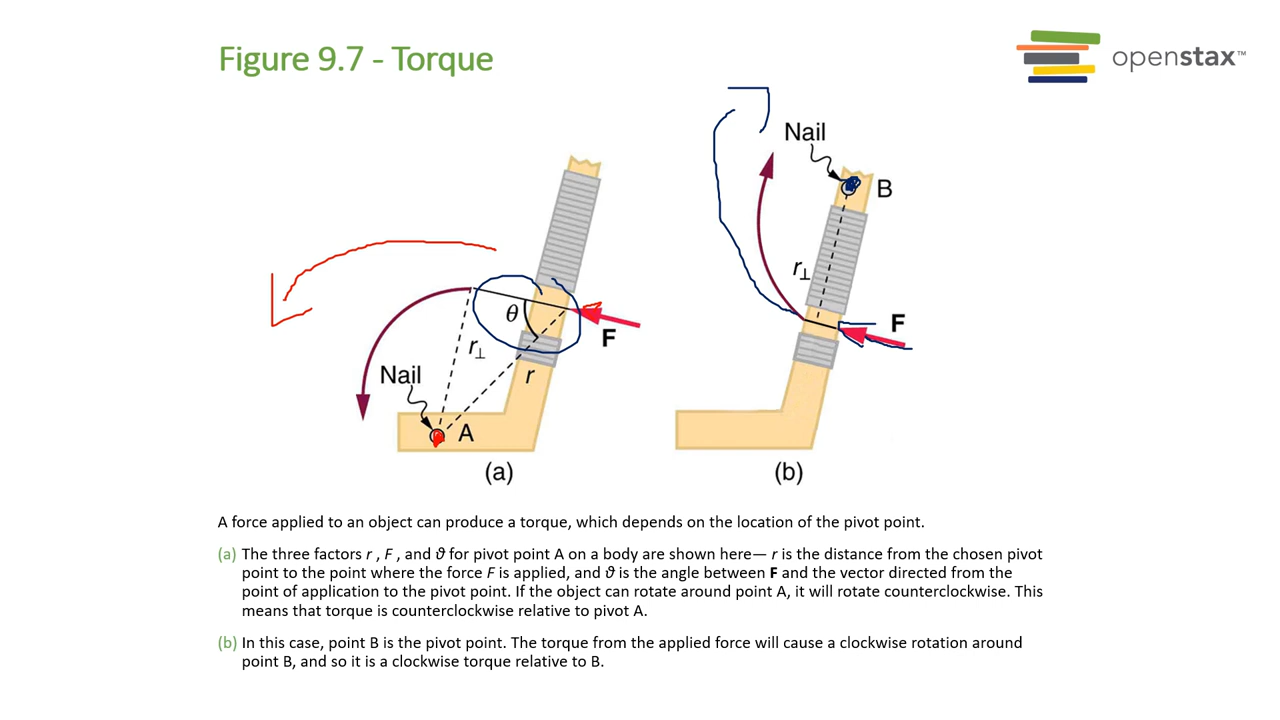 Figure 9.7 - Torque
openstax™
Nail
B
r⊥
F
(b)
θ
F
r⊥
r
Nail
A
(a)
A force applied to an object can produce a torque, which depends on the location of the pivot point.
(a) The three factors r , F , and ϑ for pivot point A on a body are shown here— r is the distance from the chosen pivot
point to the point where the force F is applied, and ϑ is the angle between F and the vector directed from the
point of application to the pivot point. If the object can rotate around point A, it will rotate counterclockwise. This
means that torque is counterclockwise relative to pivot A.
(b) In this case, point B is the pivot point. The torque from the applied force will cause a clockwise rotation around
point B, and so it is a clockwise torque relative to B.